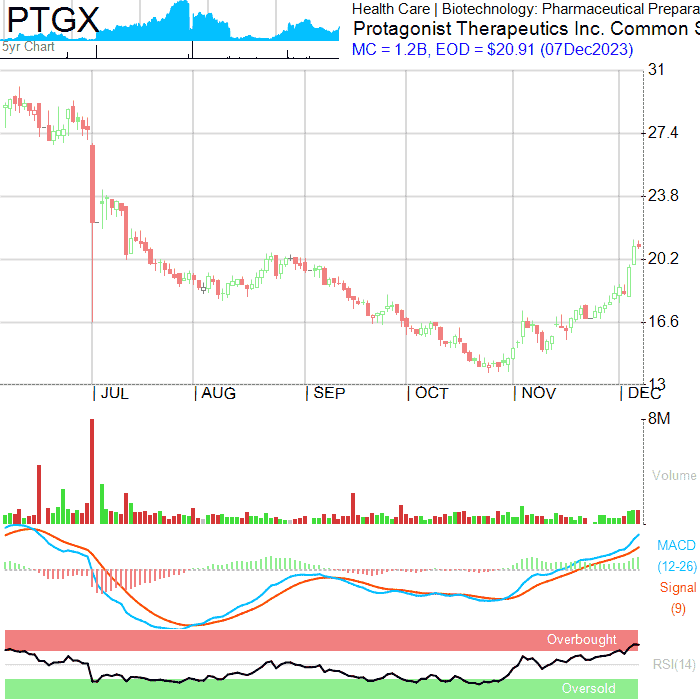 PTGX
5yr Chart
Health Care | Biotechnology: Pharmaceutical Prepara
Protagonist Therapeutics Inc. Common S
MC = 1.2B, EOD = $20.91 (07Dec2023)
31
27.4
23.8
20.2
16.6
13
| JUL | AUG | SEP | OCT | NOV | DEC
8M
Volume
MACD
(12-26)
Signal
(9)
Overbought
RSI(14)
Oversold